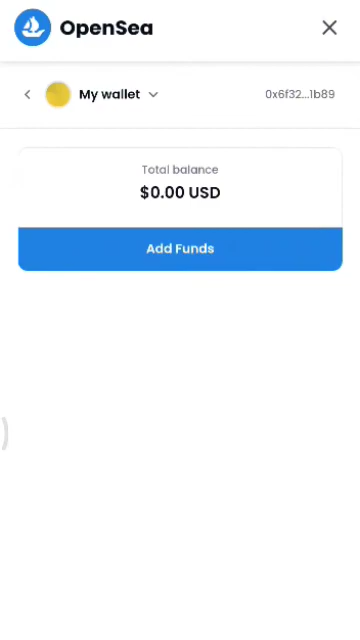 OpenSea
My wallet
0x6f32...1b89
Total balance
$0.00 USD
Add Funds